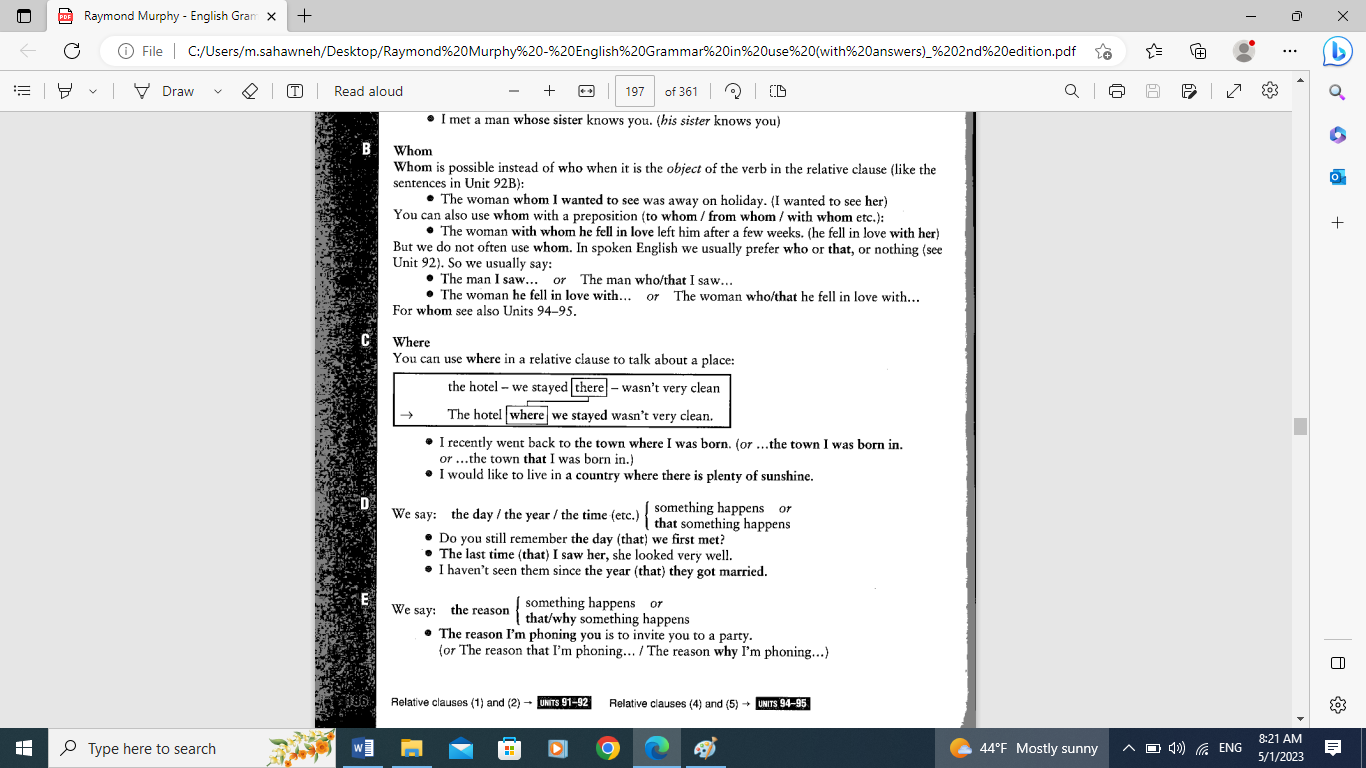 Raymond Murphy - English Gram
File
C:/Users/m.sahawneh/Desktop/Raymond%20Murphy%20-%20English%20Grammar%20in%20use%20(with%20answers)_%202nd%20edition.pdf
Draw
Read aloud
197 of 361
• I met a man whose sister knows you. (his sister knows you)
B Whom
Whom is possible instead of who when it is the object of the verb in the relative clause (like the
sentences in Unit 92B):
• The woman whom I wanted to see was away on holiday. (I wanted to see her)
You can also use whom with a preposition (to whom / from whom / with whom etc.):
• The woman with whom he fell in love left him after a few weeks. (he fell in love with her)
But we do not often use whom. In spoken English we usually prefer who or that, or nothing (see
Unit 92). So we usually say:
• The man I saw... or The man who/that I saw...
• The woman he fell in love with... or The woman who/that he fell in love with...
For whom see also Units 94–95.
C Where
You can use where in a relative clause to talk about a place:
the hotel – we stayed there – wasn't very clean
→ The hotel where we stayed wasn't very clean.
• I recently went back to the town where I was born. (or ...the town I was born in.
or ...the town that I was born in.)
• I would like to live in a country where there is plenty of sunshine.
D
We say: the day / the year / the time (etc.) { something happens or
that something happens
• Do you still remember the day (that) we first met?
• The last time (that) I saw her, she looked very well.
• I haven't seen them since the year (that) they got married.
E
We say: the reason { something happens or
that/why something happens
• The reason I'm phoning you is to invite you to a party.
(or The reason that I'm phoning... / The reason why I'm phoning...)
Relative clauses (1) and (2) → UNITS 91–92 Relative clauses (4) and (5) → UNITS 94–95
Type here to search
44°F Mostly sunny
ENG
8:21 AM
5/1/2023